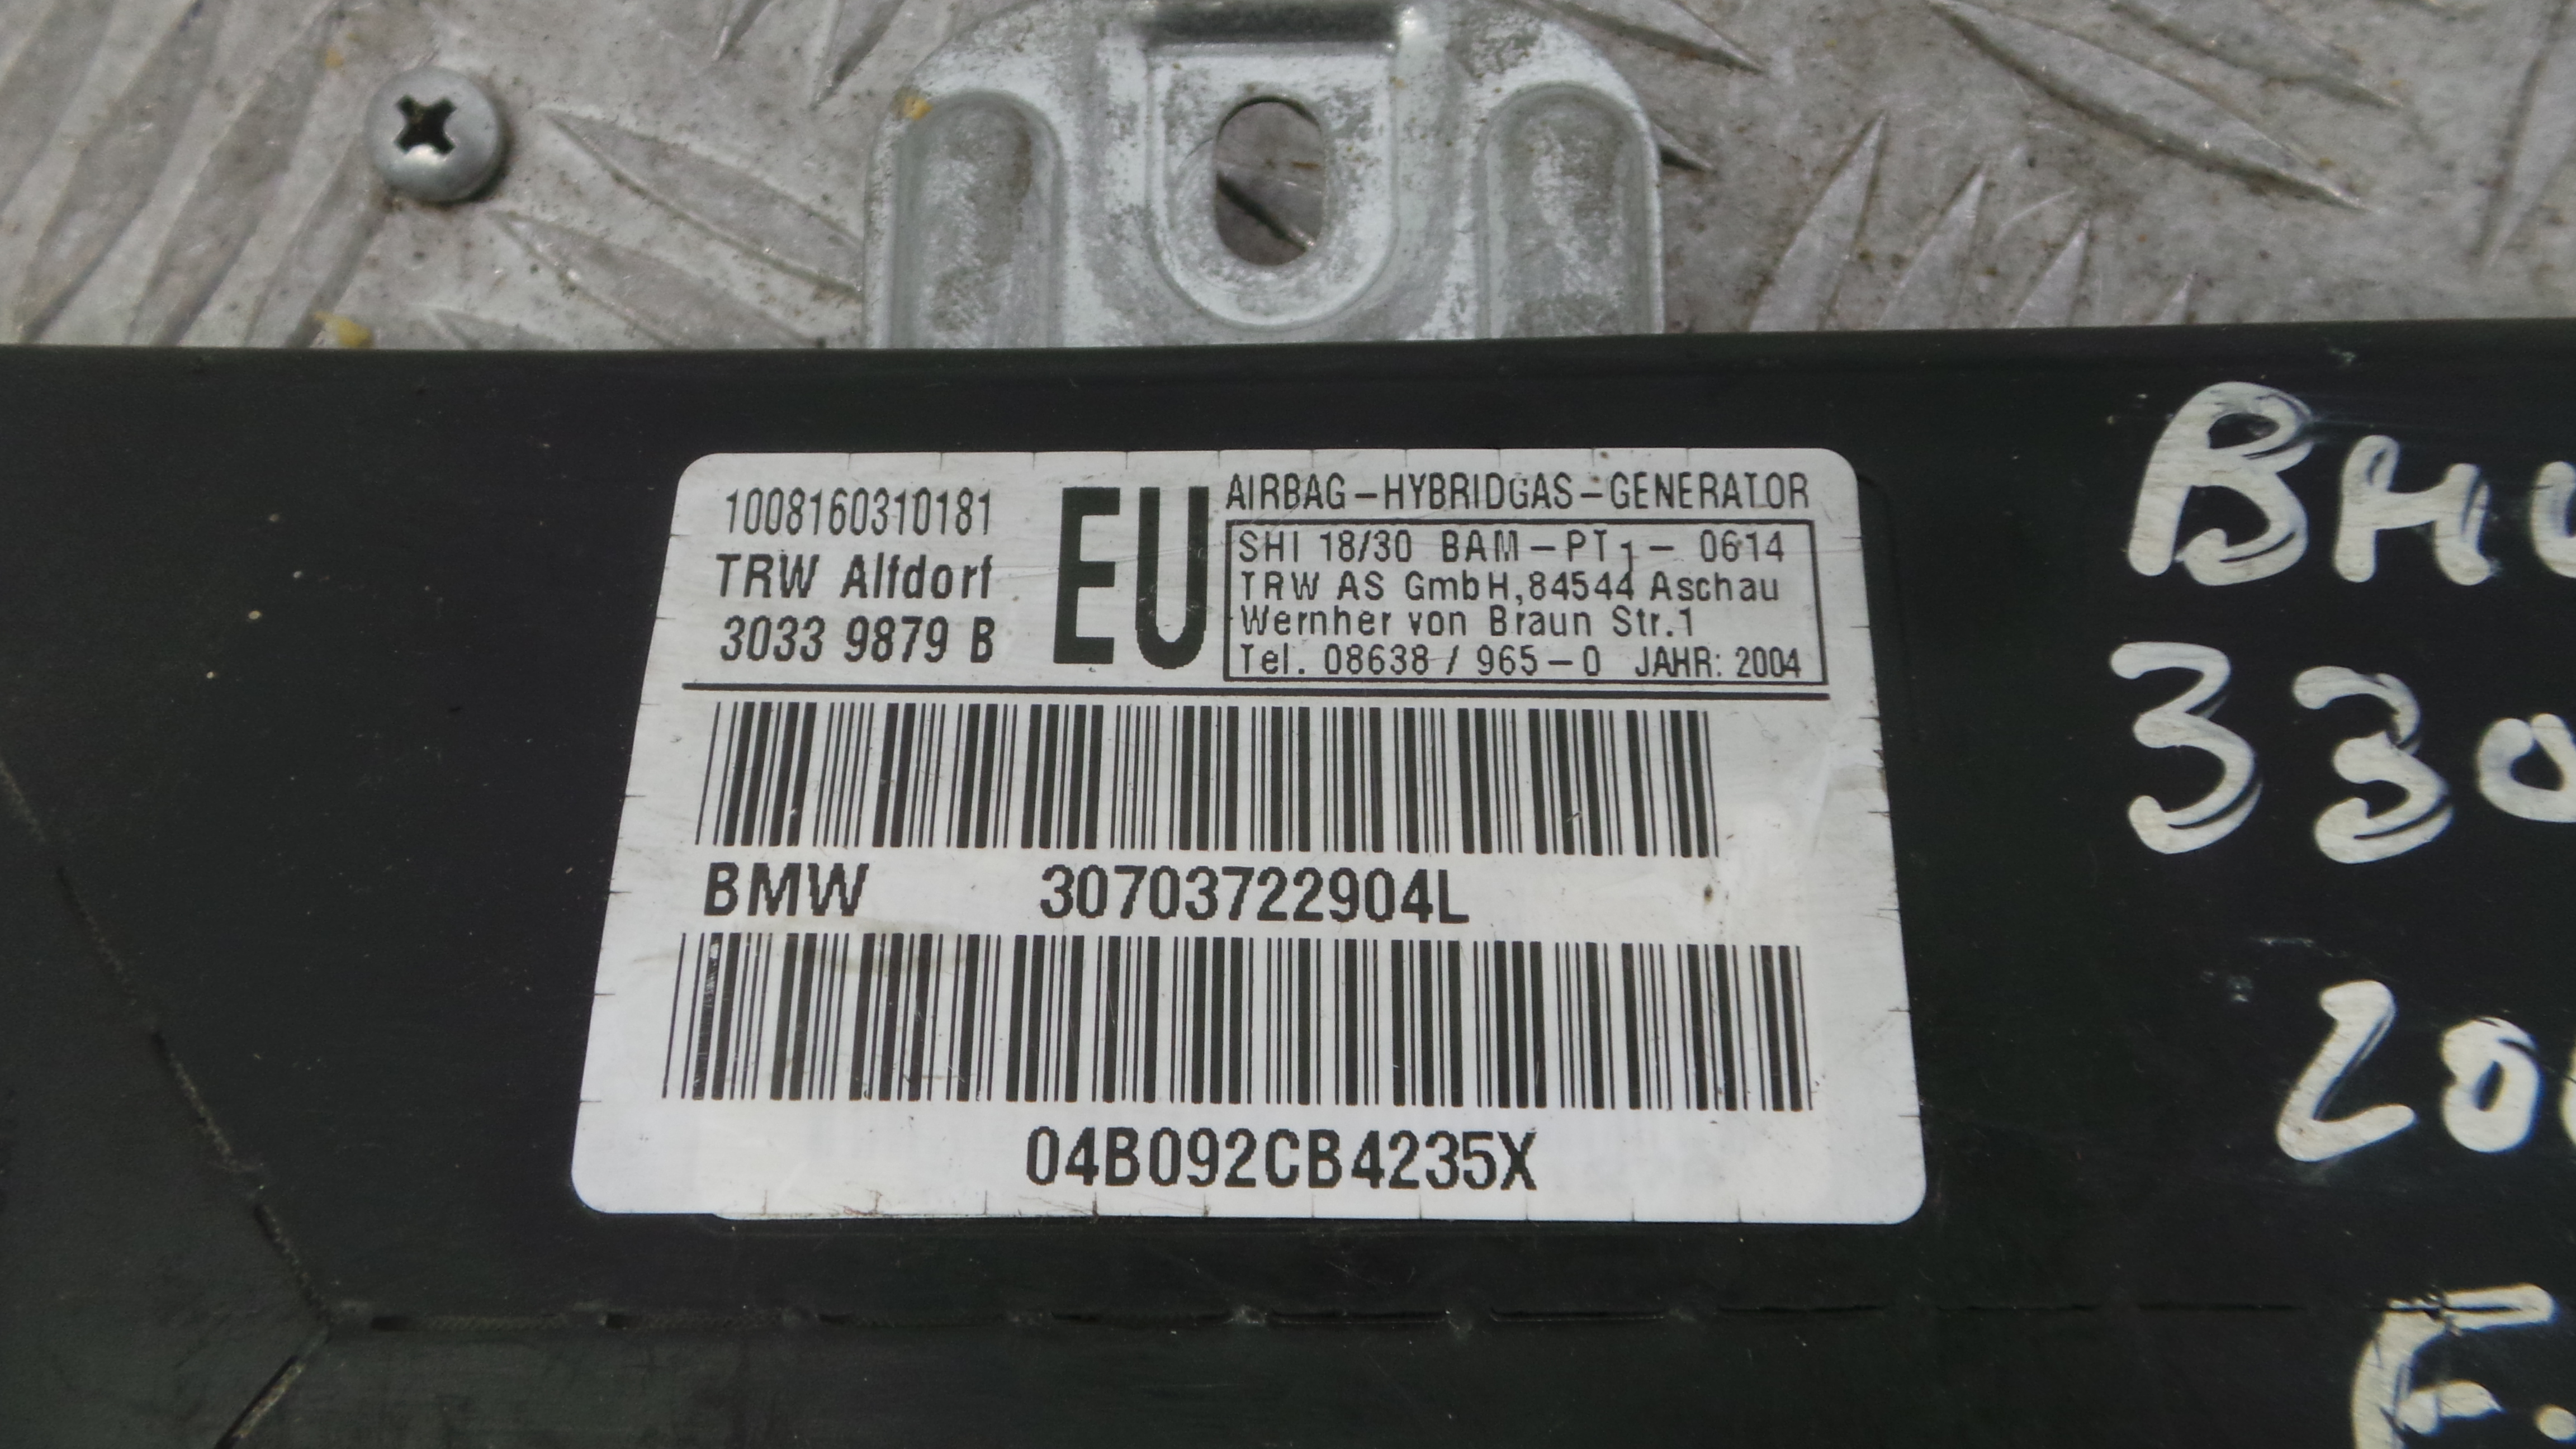 1008160310181
TRW Alfdorf
3033 9879 B
EU
AIRBAG-HYBRIDGAS-GENERATOR
SHI 18/30 BAM-PT1- 0614
TRW AS GmbH,84544 Aschau
Wernher von Braun Str.1
Tel. 08638 / 965-0 JAHR: 2004
BMW 30703722904L
04B092CB4235X
330